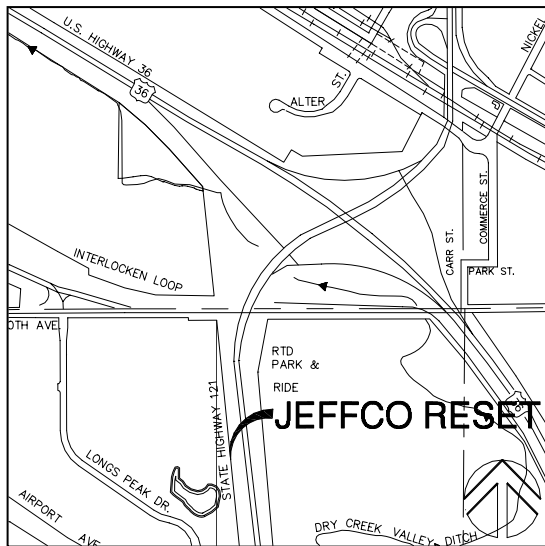 U.S. HIGHWAY 36
NICKEL
36
ALTER
ST.
COMMERCE ST.
CARR ST.
INTERLOCKEN LOOP
PARK ST.
0TH AVE.
RTD
PARK &
RIDE
STATE HIGHWAY 121
JEFFCO RESET
LONGS PEAK DR.
AIRPORT AVE
DRY CREEK VALLEY DITCH